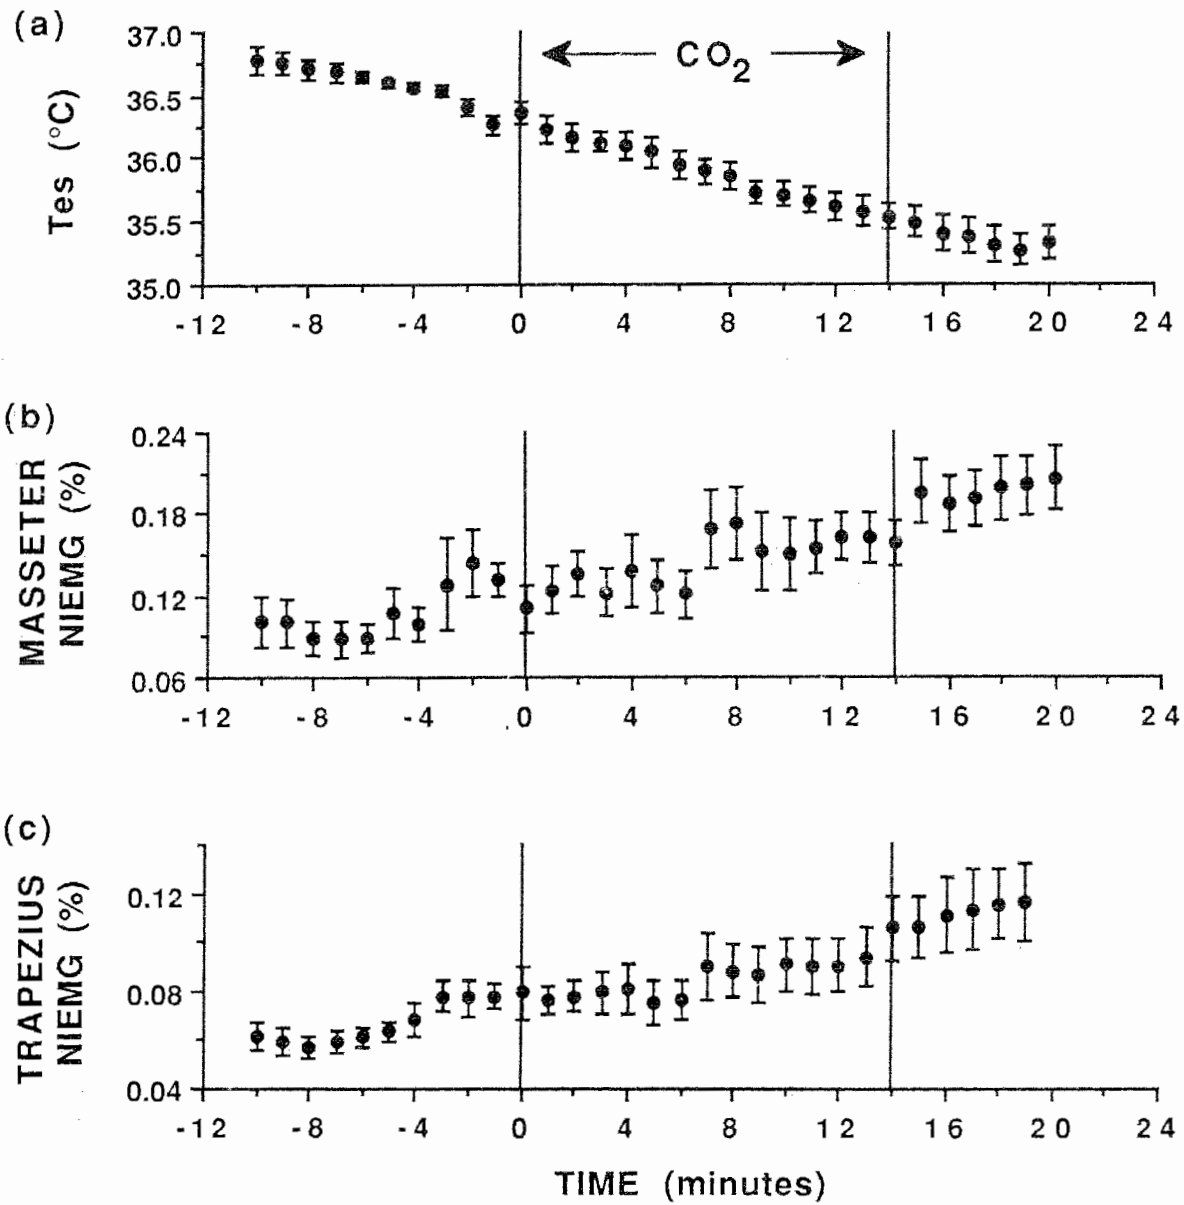 (a)
37.0
36.5
36.0
35.5
35.0
Tes (°C)
CO2
-12 -8 -4 0 4 8 12 16 20 24
(b)
0.24
0.18
0.12
0.06
MASSETER
NIEMG (%)
-12 -8 -4 0 4 8 12 16 20 24
(c)
0.12
0.08
0.04
TRAPEZIUS
NIEMG (%)
-12 -8 -4 0 4 8 12 16 20 24
TIME (minutes)